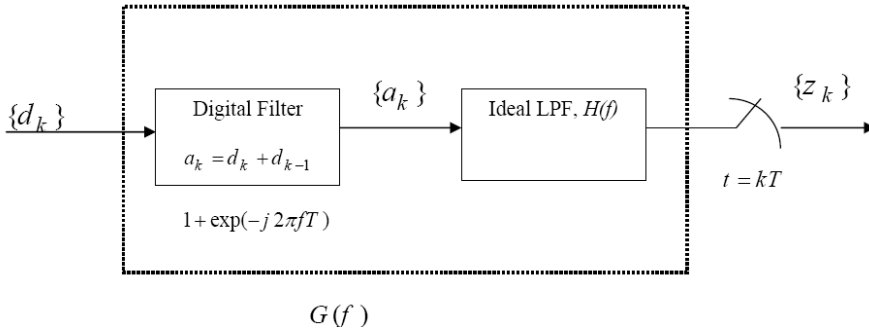 {d_k}
Digital Filter
a_k = d_k + d_{k-1}
1 + exp(-j 2πfT)
{a_k}
Ideal LPF, H(f)
{z_k}
t = kT
G(f)